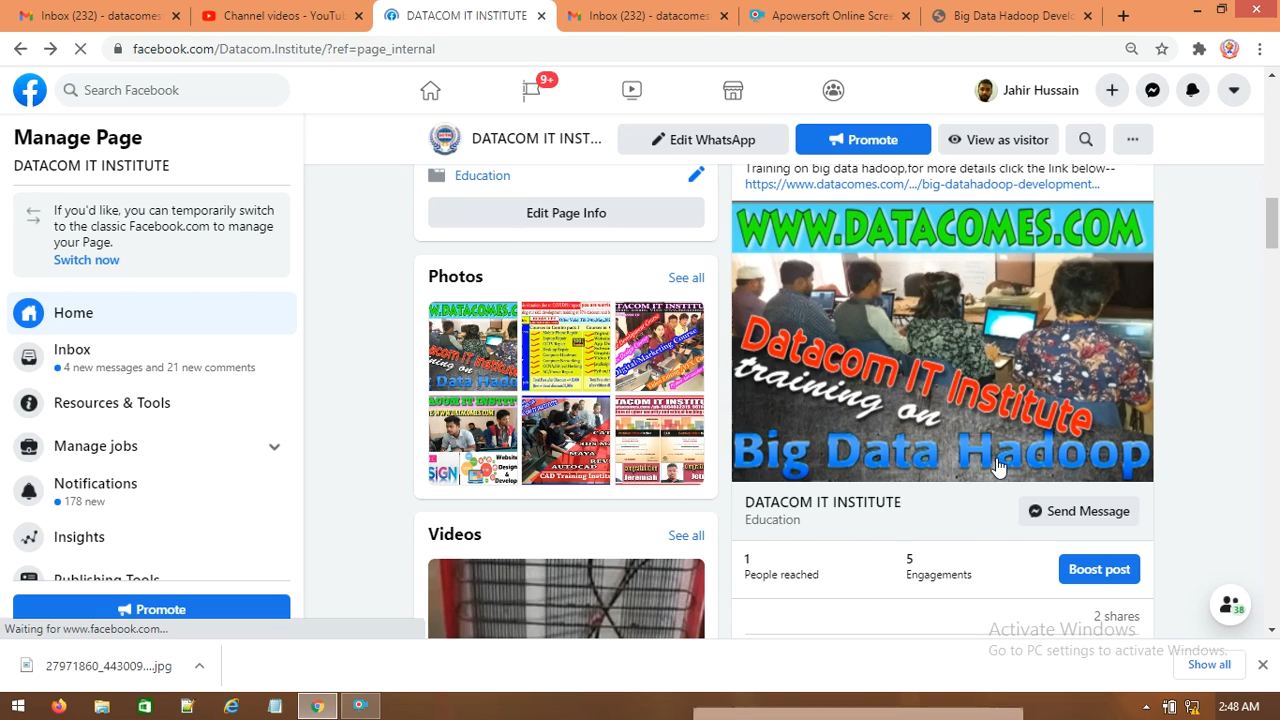 Inbox (232) - datacomes
Channel videos - YouTu
DATACOM IT INSTITUTE
Inbox (232) - datacomes
Apowersoft Online Scre
Big Data Hadoop Develo
facebook.com/Datacom.Institute/?ref=page_internal
Search Facebook
9+
Jahir Hussain
Manage Page
DATACOM IT INSTITUTE
If you'd like, you can temporarily switch
to the classic Facebook.com to manage
your Page.
Switch now
Home
Inbox
4 new messages and 21 new comments
Resources & Tools
Manage jobs
Notifications
178 new
Insights
Publishing Tools
Promote
Waiting for www.facebook.com...
DATACOM IT INST...
Edit WhatsApp
Promote
View as visitor
Education
Edit Page Info
Photos
See all
Videos
See all
Training on big data hadoop,for more details click the link below--
https://www.datacomes.com/.../big-datahadoop-development...
WWW.DATACOMES.COM
Datacom IT Institute
training on
Big Data Hadoop
DATACOM IT INSTITUTE
Education
Send Message
1
People reached
5
Engagements
Boost post
2 shares
38
Activate Windows
Go to PC settings to activate Windows.
27971860_443009....jpg
Show all
2:48 AM